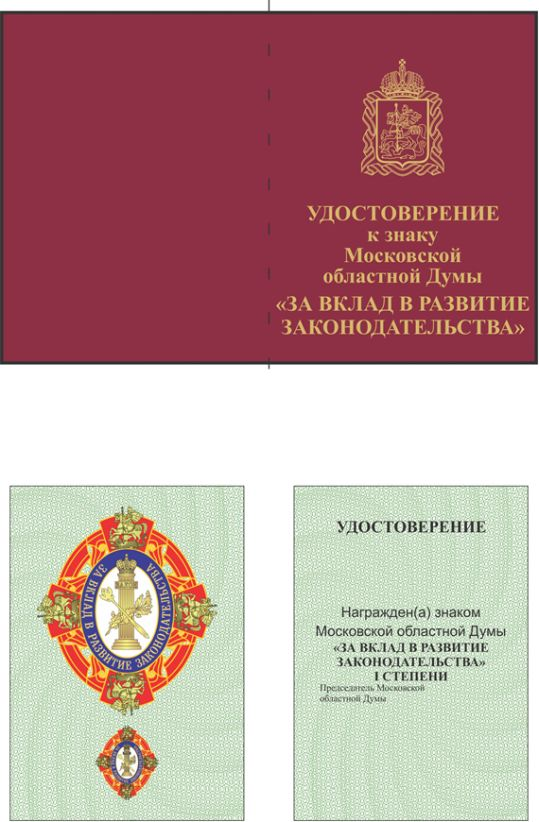 УДОСТОВЕРЕНИЕ
к знаку
Московской
областной Думы
«ЗА ВКЛАД В РАЗВИТИЕ
ЗАКОНОДАТЕЛЬСТВА»
ЗА ВКЛАД В РАЗВИТИЕ ЗАКОНОДАТЕЛЬСТВА
УДОСТОВЕРЕНИЕ
Награжден(а) знаком
Московской областной Думы
«ЗА ВКЛАД В РАЗВИТИЕ
ЗАКОНОДАТЕЛЬСТВА»
I СТЕПЕНИ
Председатель Московской
областной Думы